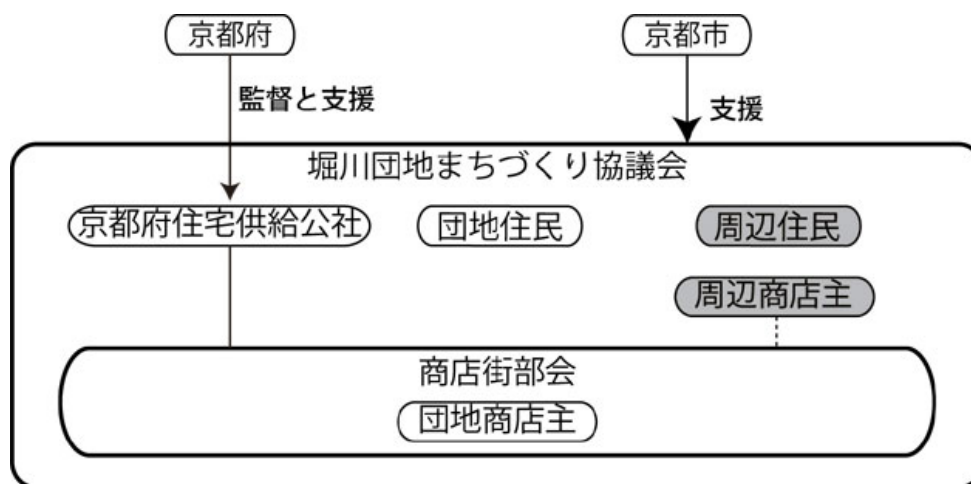 京都府
京都市
監督と支援
支援
堀川団地まちづくり協議会
京都府住宅供給公社
団地住民
周辺住民
周辺商店主
商店街部会
団地商店主